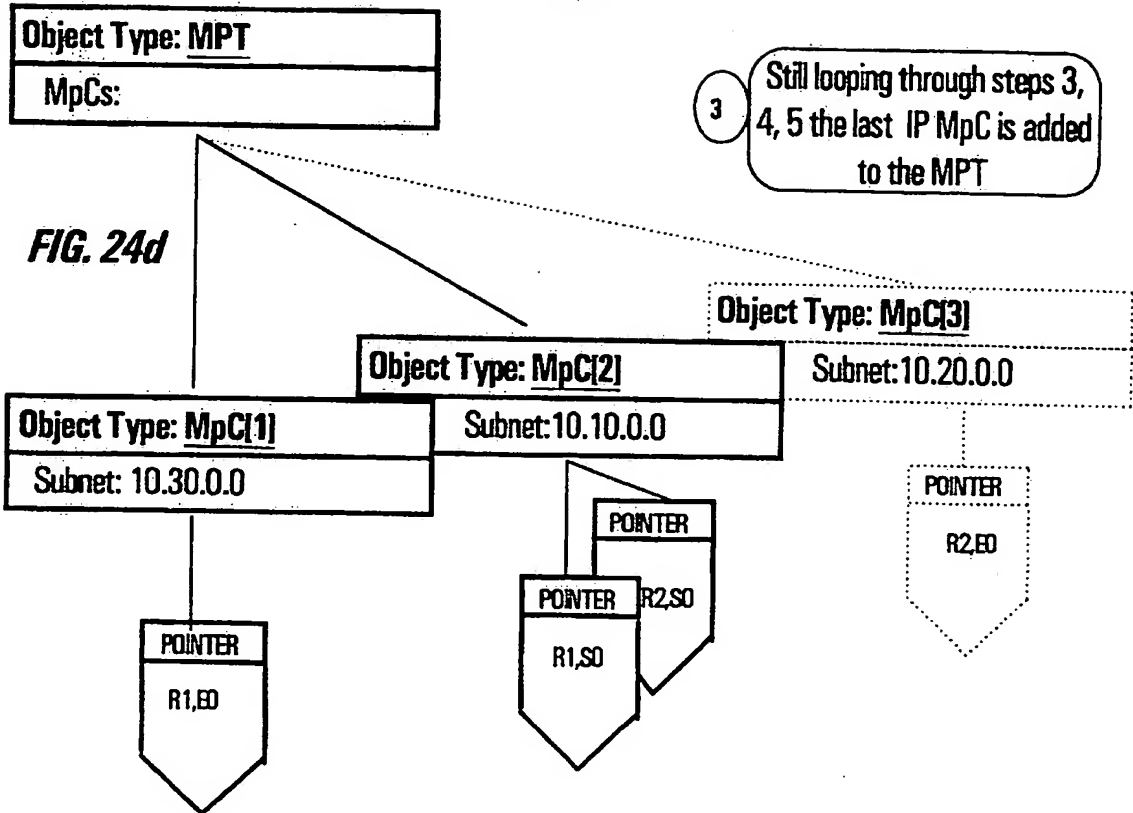 Object Type: MPT
MpCs:
3
Still looping through steps 3,
4, 5 the last IP MpC is added
to the MPT
FIG. 24d
Object Type: MpC[3]
Subnet:10.20.0.0
Object Type: MpC[2]
Subnet:10.10.0.0
Object Type: MpC[1]
Subnet: 10.30.0.0
POINTER
R2,E0
POINTER
R2,S0
POINTER
R1,S0
POINTER
R1,E0